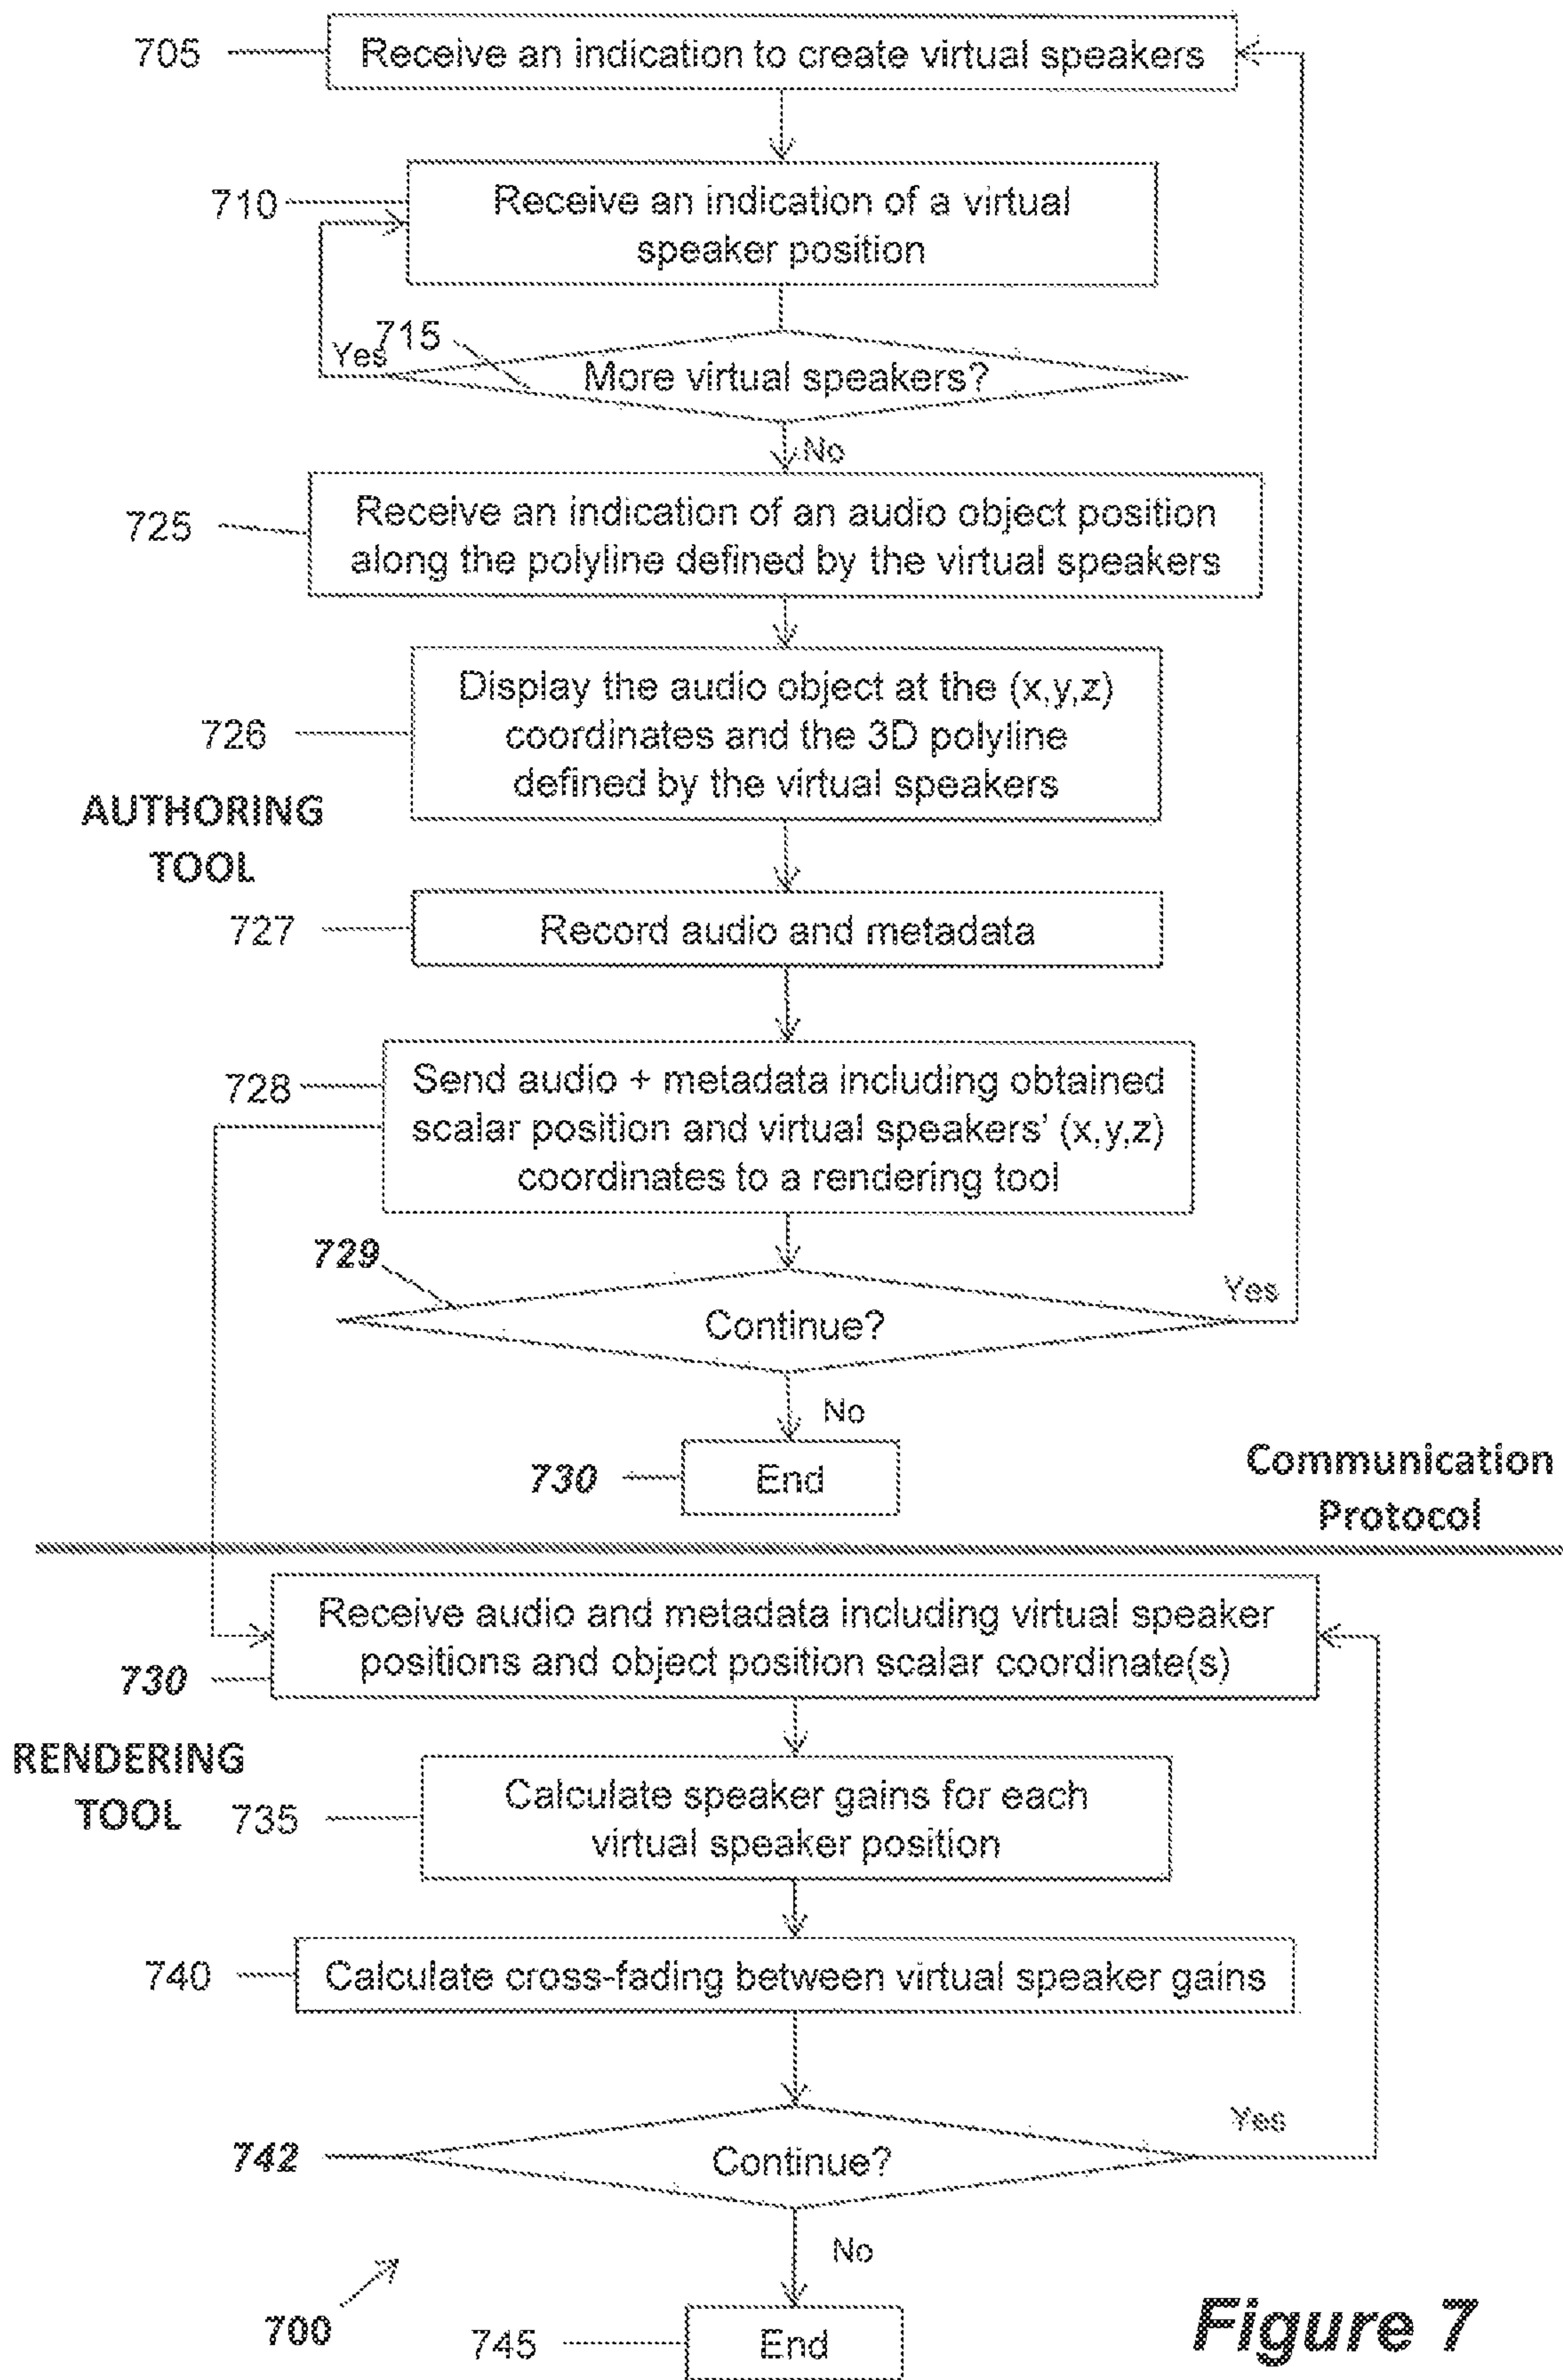 705
Receive an indication to create virtual speakers
710
Receive an indication of a virtual
speaker position
715
Yes
More virtual speakers?
No
725
Receive an indication of an audio object position
along the polyline defined by the virtual speakers
726
Display the audio object at the (x,y,z)
coordinates and the 3D polyline
defined by the virtual speakers
AUTHORING
TOOL
727
Record audio and metadata
728
Send audio + metadata including obtained
scalar position and virtual speakers' (x,y,z)
coordinates to a rendering tool
729
Continue?
Yes
No
730
End
Communication
Protocol
Receive audio and metadata including virtual speaker
positions and object position scalar coordinate(s)
730
RENDERING
TOOL
735
Calculate speaker gains for each
virtual speaker position
740
Calculate cross-fading between virtual speaker gains
742
Continue?
Yes
No
700
745
End
Figure 7